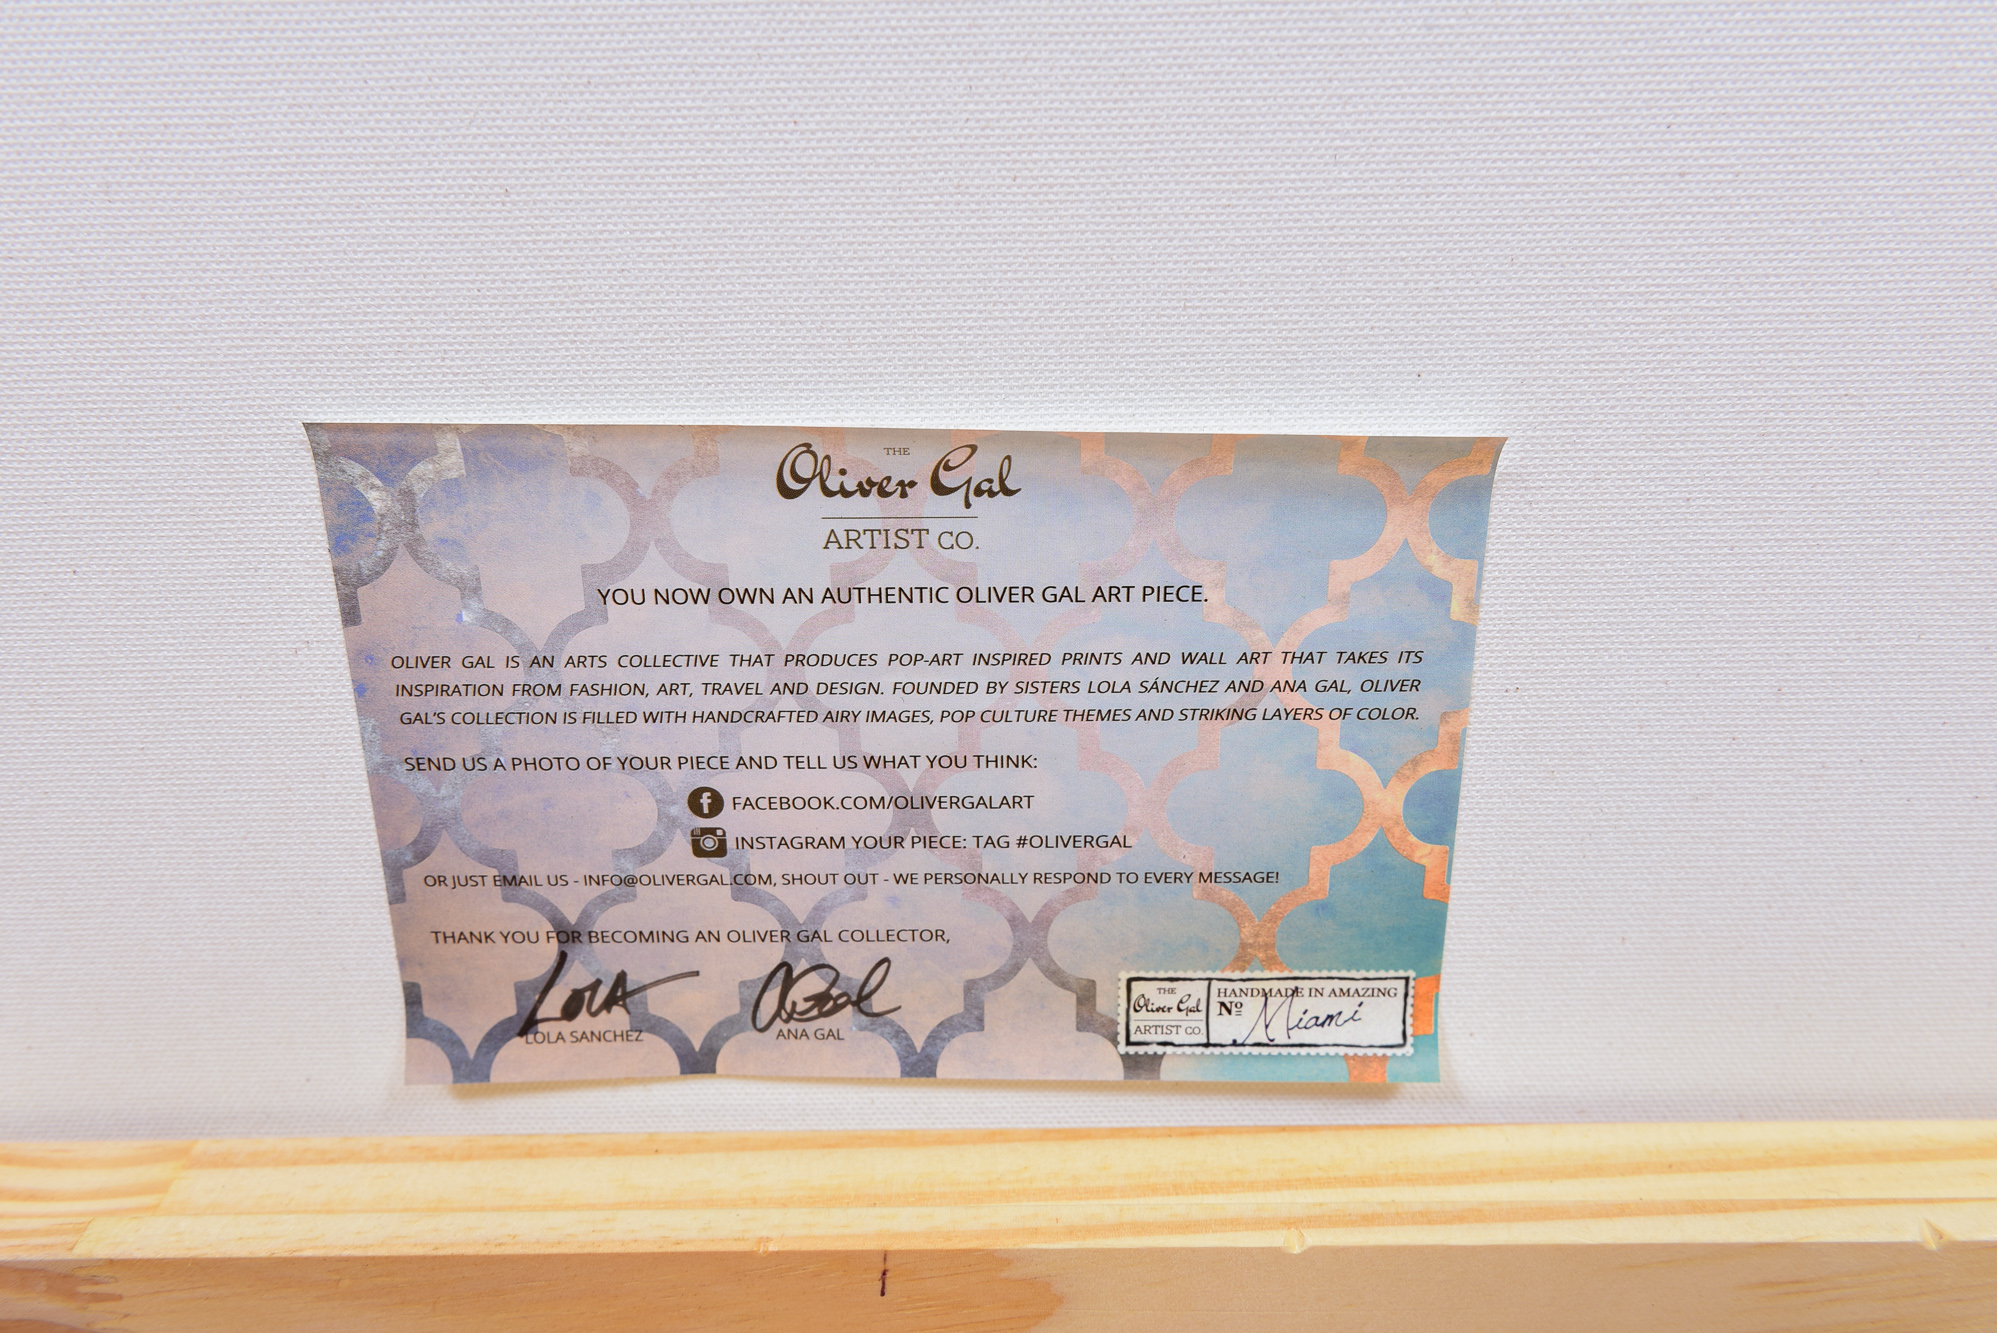 THE
Oliver Gal
ARTIST CO.
YOU NOW OWN AN AUTHENTIC OLIVER GAL ART PIECE.
OLIVER GAL IS AN ARTS COLLECTIVE THAT PRODUCES POP-ART INSPIRED PRINTS AND WALL ART THAT TAKES ITS
INSPIRATION FROM FASHION, ART, TRAVEL AND DESIGN. FOUNDED BY SISTERS LOLA SÁNCHEZ AND ANA GAL, OLIVER
GAL'S COLLECTION IS FILLED WITH HANDCRAFTED AIRY IMAGES, POP CULTURE THEMES AND STRIKING LAYERS OF COLOR.
SEND US A PHOTO OF YOUR PIECE AND TELL US WHAT YOU THINK:
f FACEBOOK.COM/OLIVERGALART
INSTAGRAM YOUR PIECE: TAG #OLIVERGAL
OR JUST EMAIL US - INFO@OLIVERGAL.COM, SHOUT OUT - WE PERSONALLY RESPOND TO EVERY MESSAGE!
THANK YOU FOR BECOMING AN OLIVER GAL COLLECTOR,
LOLA
LOLA SANCHEZ
ANA GAL
THE
Oliver Gal
ARTIST CO.
HANDMADE IN AMAZING
Nº Miami